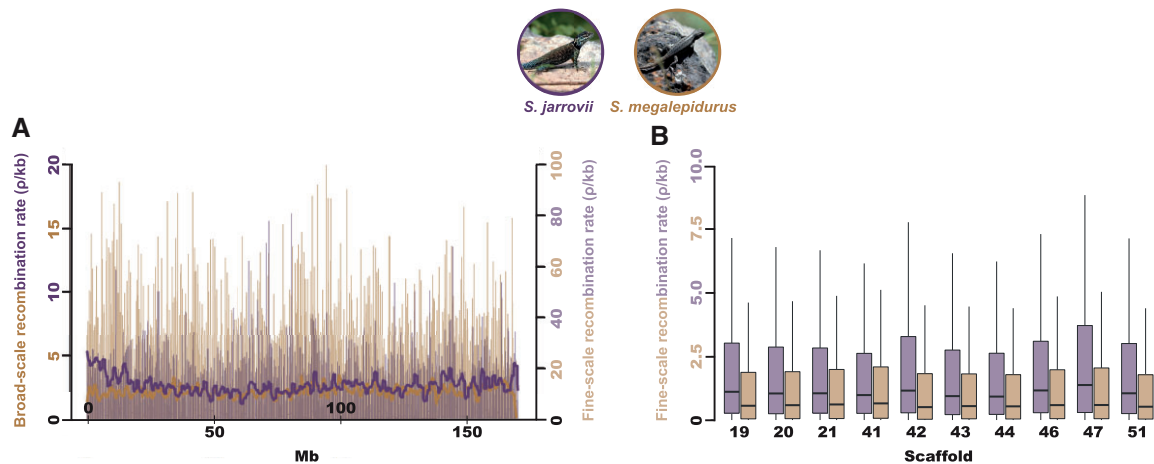 S. jarrovii
S. megalepidurus
A
Broad-scale recombination rate (ρ/kb)
20
15
10
5
0
0
50
100
150
Mb
100
80
60
40
20
0
Fine-scale recombination rate (ρ/kb)
B
Fine-scale recombination rate (ρ/kb)
10.0
7.5
5.0
2.5
0
19 20 21 41 42 43 44 46 47 51
Scaffold